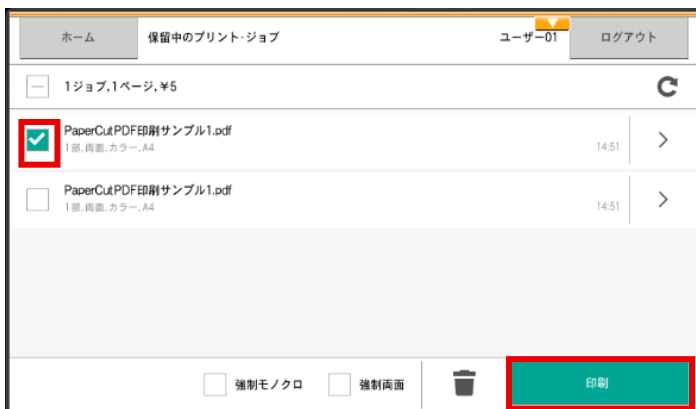 ホーム 保留中のプリント·ジョブ ユーザー01 ログアウト
1ジョブ,1ページ,¥5
PaperCutPDF印刷サンプル1.pdf
1部,両面,カラー,A4 14:51
PaperCutPDF印刷サンプル1.pdf
1部,両面,カラー,A4 14:51
強制モノクロ 強制両面 印刷